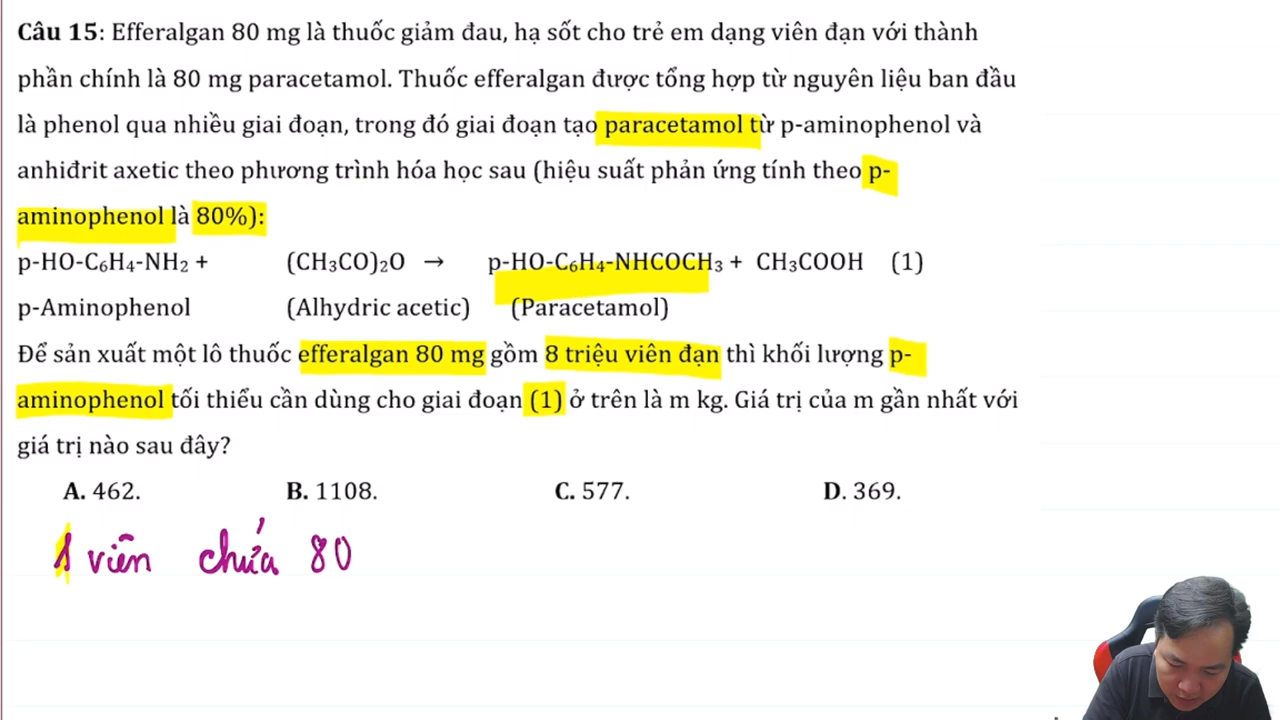 Câu 15: Efferalgan 80 mg là thuốc giảm đau, hạ sốt cho trẻ em dạng viên đạn với thành
phần chính là 80 mg paracetamol. Thuốc efferalgan được tổng hợp từ nguyên liệu ban đầu
là phenol qua nhiều giai đoạn, trong đó giai đoạn tạo paracetamol từ p-aminophenol và
anhiđrit axetic theo phương trình hóa học sau (hiệu suất phản ứng tính theo p-
aminophenol là 80%):
p-HO-C₆H₄-NH₂ + (CH₃CO)₂O → p-HO-C₆H₄-NHCOCH₃ + CH₃COOH (1)
p-Aminophenol (Alhydric acetic) (Paracetamol)
Để sản xuất một lô thuốc efferalgan 80 mg gồm 8 triệu viên đạn thì khối lượng p-
aminophenol tối thiểu cần dùng cho giai đoạn (1) ở trên là m kg. Giá trị của m gần nhất với
giá trị nào sau đây?
A. 462. B. 1108. C. 577. D. 369.
1 viên chứa 80